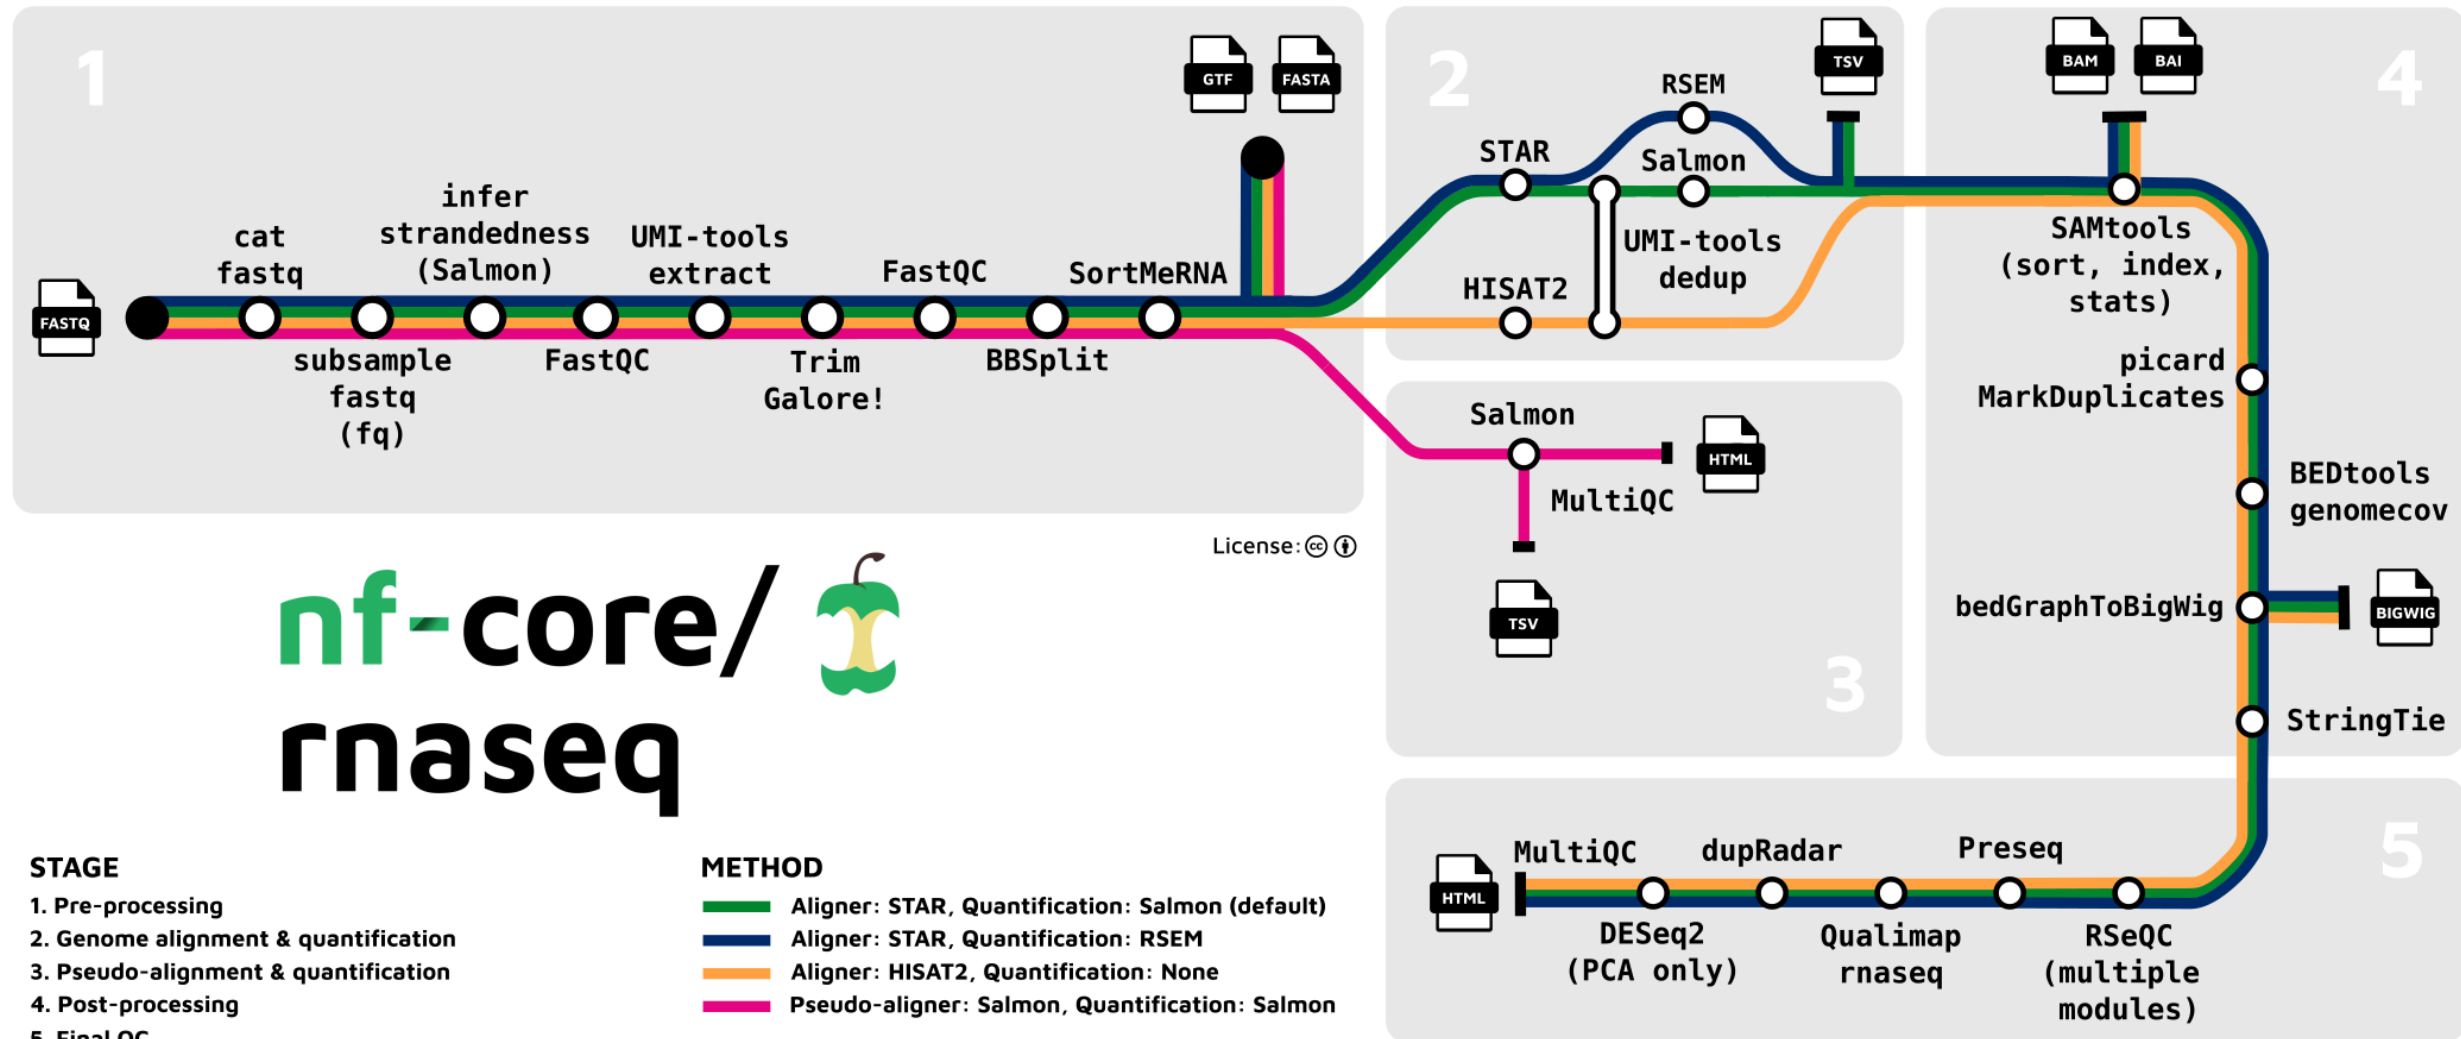 1
GTF
FASTA
infer
strandedness
(Salmon)
cat
fastq
UMI-tools
extract
FastQC
SortMeRNA
FASTQ
subsample
fastq
(fq)
FastQC
Trim
Galore!
BBSplit
2
TSV
RSEM
STAR
Salmon
UMI-tools
dedup
HISAT2
BAM
BAI
4
SAMtools
(sort, index,
stats)
picard
MarkDuplicates
BEDtools
genomecov
bedGraphToBigWig
BIGWIG
StringTie
Salmon
HTML
MultiQC
TSV
3
License: cc
nf-core/
rnaseq
STAGE
1. Pre-processing
2. Genome alignment & quantification
3. Pseudo-alignment & quantification
4. Post-processing
5. Final QC
METHOD
Aligner: STAR, Quantification: Salmon (default)
Aligner: STAR, Quantification: RSEM
Aligner: HISAT2, Quantification: None
Pseudo-aligner: Salmon, Quantification: Salmon
5
HTML
MultiQC
dupRadar
Preseq
DESeq2
(PCA only)
Qualimap
rnaseq
RSeQC
(multiple
modules)